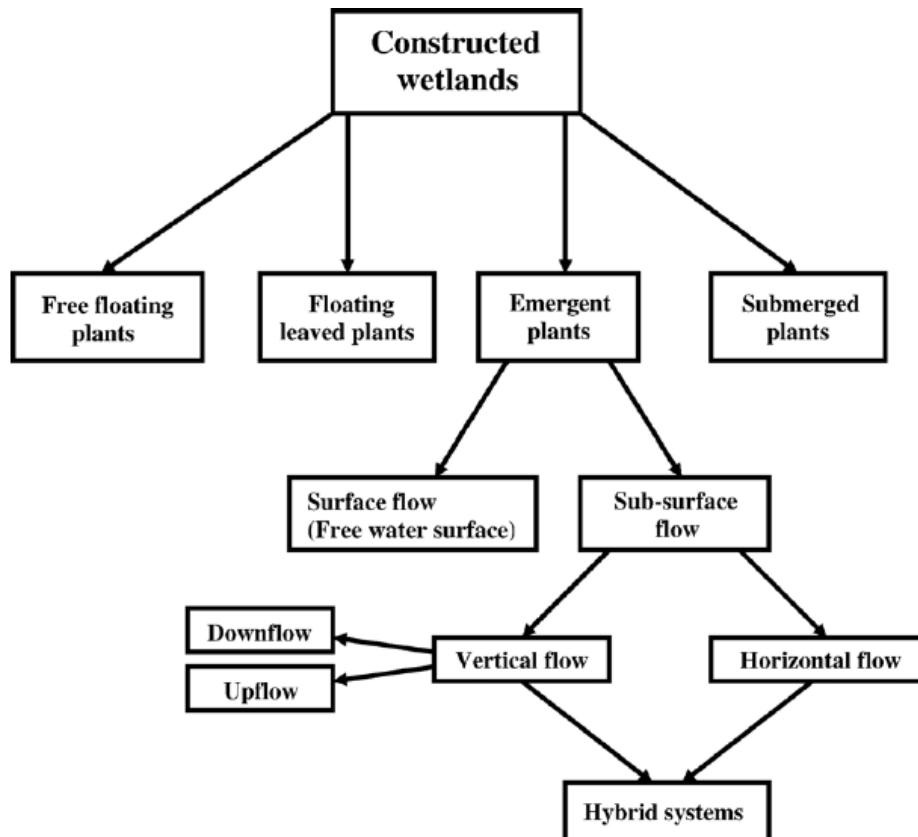 Constructed
wetlands
Free floating
plants
Floating
leaved plants
Emergent
plants
Submerged
plants
Surface flow
(Free water surface)
Sub-surface
flow
Downflow
Upflow
Vertical flow
Horizontal flow
Hybrid systems